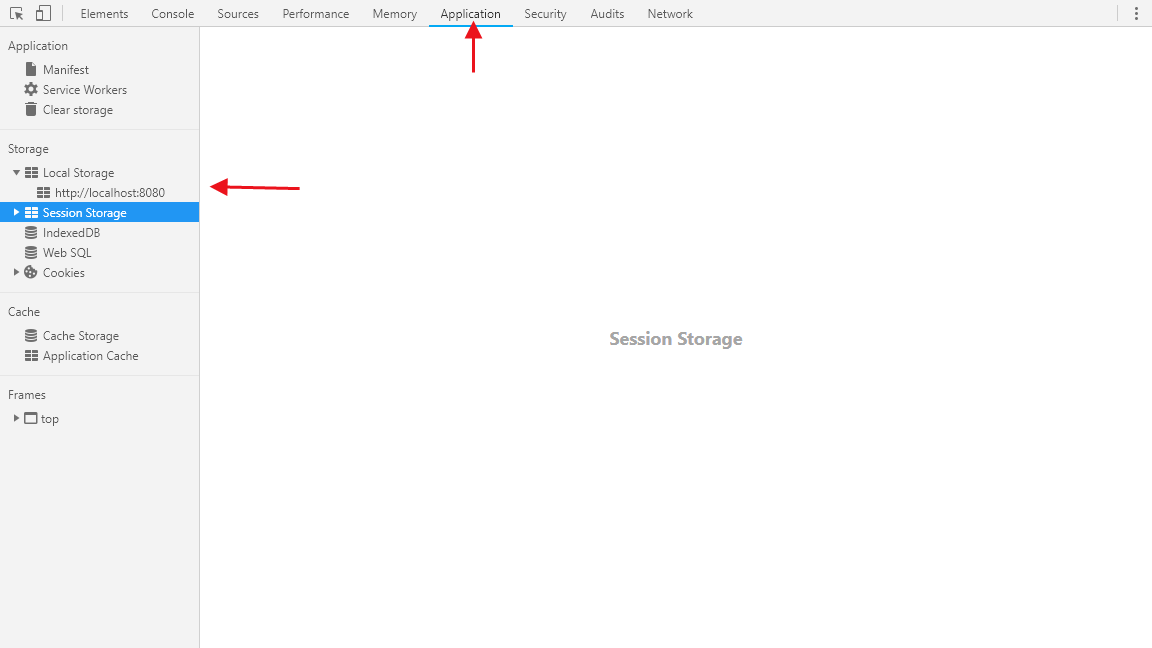 Elements Console Sources Performance Memory Application Security Audits Network
Application
Manifest
Service Workers
Clear storage
Storage
Local Storage
http://localhost:8080
Session Storage
IndexedDB
Web SQL
Cookies
Cache
Cache Storage
Application Cache
Frames
top
Session Storage